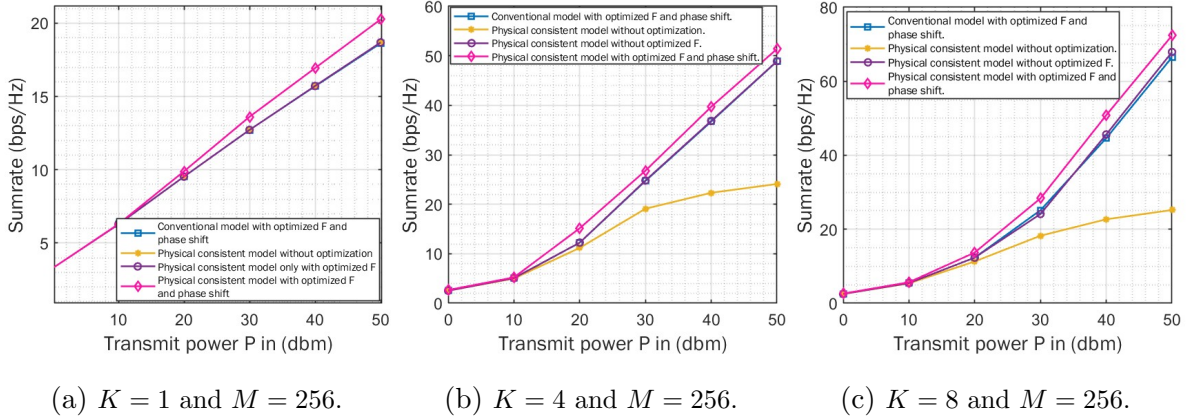 20
15
10
5
Sumrate (bps/Hz)
Conventional model with optimized F and
phase shift
Physical consistent model without optimization
Physical consistent model only with optimized F
Physical consistent model with optimized F
and phase shift
10 20 30 40 50
Transmit power P in (dbm)
60
50
40
30
20
10
0
Sumrate (bps/Hz)
Conventional model with optimized F and phase shift.
Physical consistent model without optimization.
Physical consistent model without optimized F.
Physical consistent model with optimized F and phase shift.
0 10 20 30 40 50
Transmit power P in (dbm)
80
60
40
20
0
Sumrate (bps/Hz)
Conventional model with optimized F and
phase shift.
Physical consistent model without optimization.
Physical consistent model without optimized F.
Physical consistent model with optimized F and
phase shift.
0 10 20 30 40 50
Transmit power P in (dbm)
(a) K = 1 and M = 256.
(b) K = 4 and M = 256.
(c) K = 8 and M = 256.